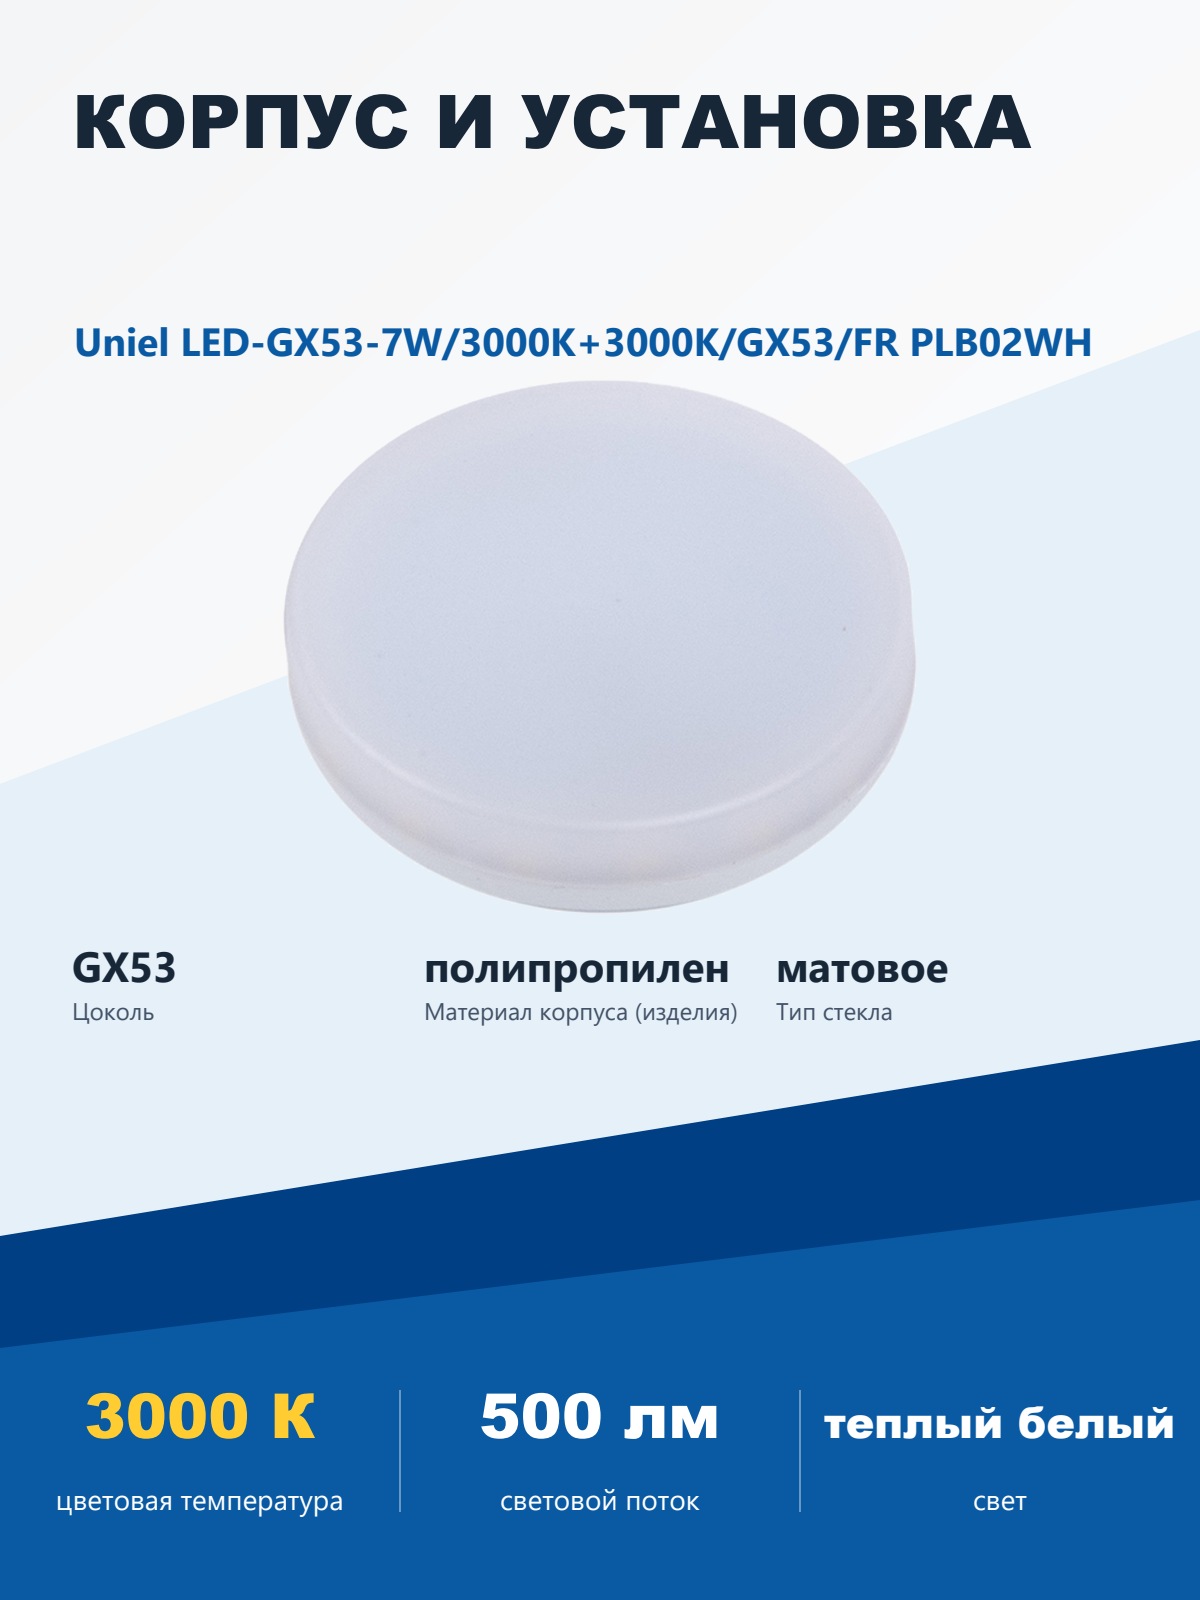 КОРПУС И УСТАНОВКА
Uniel LED-GX53-7W/3000K+3000K/GX53/FR PLB02WH
GX53
Цоколь
полипропилен
Материал корпуса (изделия)
матовое
Тип стекла
3000 К
цветовая температура
500 лм
световой поток
теплый белый
свет